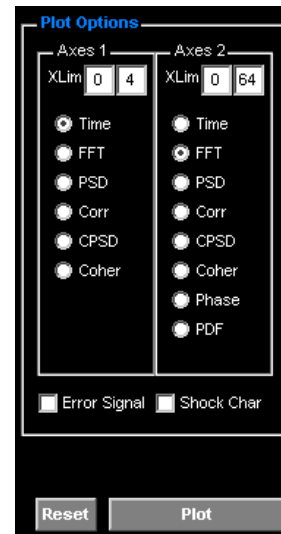 Plot Options
Axes 1
XLim 0 4
Time
FFT
PSD
Corr
CPSD
Coher
Axes 2
XLim 0 64
Time
FFT
PSD
Corr
CPSD
Coher
Phase
PDF
Error Signal Shock Char
Reset Plot